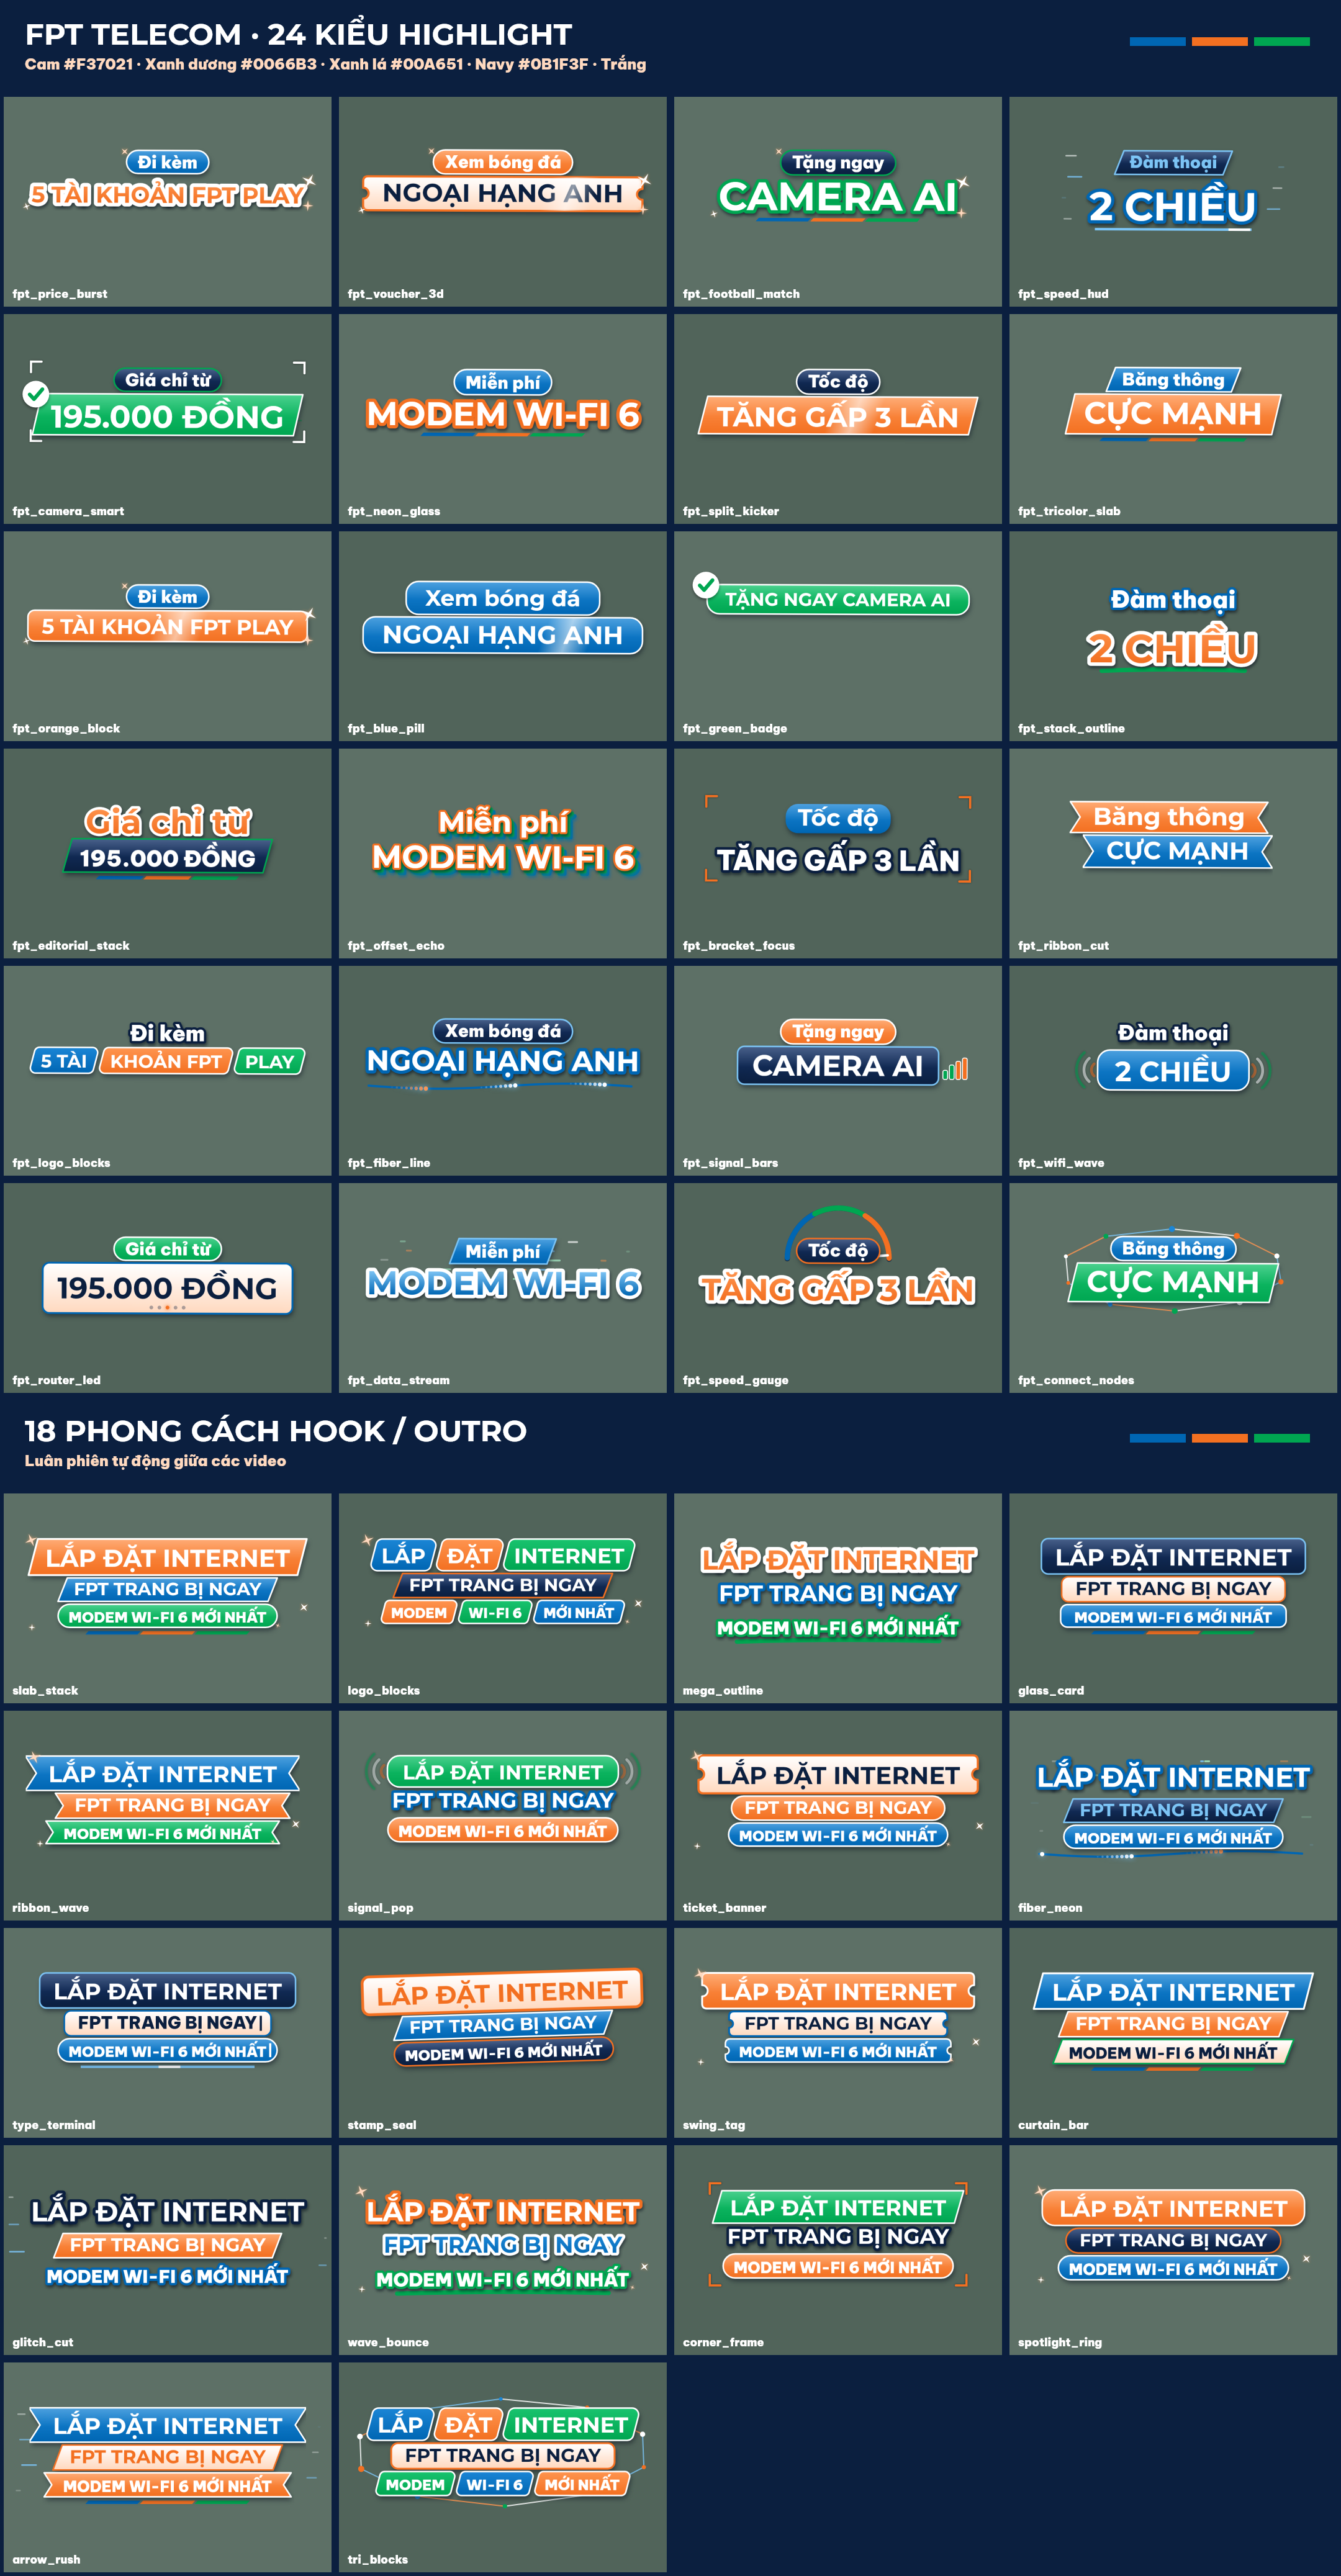 FPT TELECOM · 24 KIỂU HIGHLIGHT
Cam #F37021 · Xanh dương #0066B3 · Xanh lá #00A651 · Navy #0B1F3F · Trắng
Đi kèm
5 TÀI KHOẢN FPT PLAY
fpt_price_burst
Xem bóng đá
NGOẠI HẠNG ANH
fpt_voucher_3d
Tặng ngay
CAMERA AI
fpt_football_match
Đàm thoại
2 CHIỀU
fpt_speed_hud
Giá chỉ từ
195.000 ĐỒNG
fpt_camera_smart
Miễn phí
MODEM WI-FI 6
fpt_neon_glass
Tốc độ
TĂNG GẤP 3 LẦN
fpt_split_kicker
Băng thông
CỰC MẠNH
fpt_tricolor_slab
Đi kèm
5 TÀI KHOẢN FPT PLAY
fpt_orange_block
Xem bóng đá
NGOẠI HẠNG ANH
fpt_blue_pill
TẶNG NGAY CAMERA AI
fpt_green_badge
Đàm thoại
2 CHIỀU
fpt_stack_outline
Giá chỉ từ
195.000 ĐỒNG
fpt_editorial_stack
Miễn phí
MODEM WI-FI 6
fpt_offset_echo
Tốc độ
TĂNG GẤP 3 LẦN
fpt_bracket_focus
Băng thông
CỰC MẠNH
fpt_ribbon_cut
Đi kèm
5 TÀI KHOẢN FPT PLAY
fpt_logo_blocks
Xem bóng đá
NGOẠI HẠNG ANH
fpt_fiber_line
Tặng ngay
CAMERA AI
fpt_signal_bars
Đàm thoại
2 CHIỀU
fpt_wifi_wave
Giá chỉ từ
195.000 ĐỒNG
fpt_router_led
Miễn phí
MODEM WI-FI 6
fpt_data_stream
Tốc độ
TĂNG GẤP 3 LẦN
fpt_speed_gauge
Băng thông
CỰC MẠNH
fpt_connect_nodes
18 PHONG CÁCH HOOK / OUTRO
Luân phiên tự động giữa các video
LẮP ĐẶT INTERNET
FPT TRANG BỊ NGAY
MODEM WI-FI 6 MỚI NHẤT
slab_stack
LẮP ĐẶT INTERNET
FPT TRANG BỊ NGAY
MODEM WI-FI 6 MỚI NHẤT
logo_blocks
LẮP ĐẶT INTERNET
FPT TRANG BỊ NGAY
MODEM WI-FI 6 MỚI NHẤT
mega_outline
LẮP ĐẶT INTERNET
FPT TRANG BỊ NGAY
MODEM WI-FI 6 MỚI NHẤT
glass_card
LẮP ĐẶT INTERNET
FPT TRANG BỊ NGAY
MODEM WI-FI 6 MỚI NHẤT
ribbon_wave
LẮP ĐẶT INTERNET
FPT TRANG BỊ NGAY
MODEM WI-FI 6 MỚI NHẤT
signal_pop
LẮP ĐẶT INTERNET
FPT TRANG BỊ NGAY
MODEM WI-FI 6 MỚI NHẤT
ticket_banner
LẮP ĐẶT INTERNET
FPT TRANG BỊ NGAY
MODEM WI-FI 6 MỚI NHẤT
fiber_neon
LẮP ĐẶT INTERNET
FPT TRANG BỊ NGAY
MODEM WI-FI 6 MỚI NHẤT
type_terminal
LẮP ĐẶT INTERNET
FPT TRANG BỊ NGAY
MODEM WI-FI 6 MỚI NHẤT
stamp_seal
LẮP ĐẶT INTERNET
FPT TRANG BỊ NGAY
MODEM WI-FI 6 MỚI NHẤT
swing_tag
LẮP ĐẶT INTERNET
FPT TRANG BỊ NGAY
MODEM WI-FI 6 MỚI NHẤT
curtain_bar
LẮP ĐẶT INTERNET
FPT TRANG BỊ NGAY
MODEM WI-FI 6 MỚI NHẤT
glitch_cut
LẮP ĐẶT INTERNET
FPT TRANG BỊ NGAY
MODEM WI-FI 6 MỚI NHẤT
wave_bounce
LẮP ĐẶT INTERNET
FPT TRANG BỊ NGAY
MODEM WI-FI 6 MỚI NHẤT
corner_frame
LẮP ĐẶT INTERNET
FPT TRANG BỊ NGAY
MODEM WI-FI 6 MỚI NHẤT
spotlight_ring
LẮP ĐẶT INTERNET
FPT TRANG BỊ NGAY
MODEM WI-FI 6 MỚI NHẤT
arrow_rush
LẮP ĐẶT INTERNET
FPT TRANG BỊ NGAY
MODEM WI-FI 6 MỚI NHẤT
tri_blocks